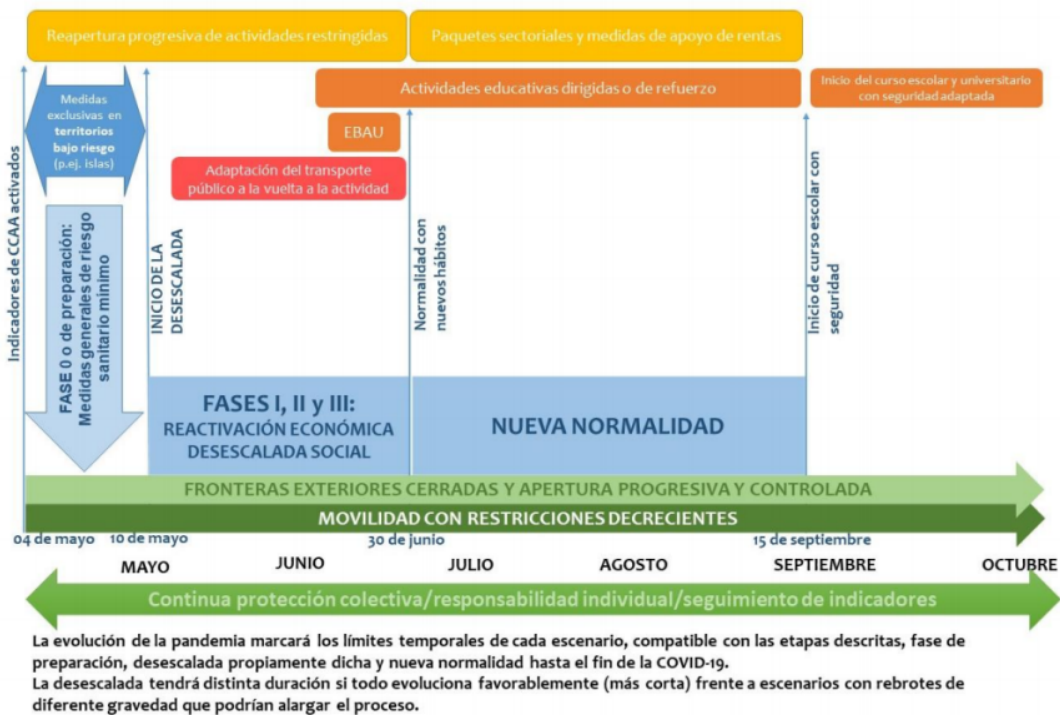 Reapertura progresiva de actividades restringidas
Paquetes sectoriales y medidas de apoyo de rentas
Actividades educativas dirigidas o de refuerzo
Inicio del curso escolar y universitario
con seguridad adaptada
Medidas
exclusivas en
territorios
bajo riesgo
(p.ej. islas)
EBAU
Adaptación del transporte
público a la vuelta a la actividad
Indicadores de CCAA activados
FASE 0 o de preparación:
Medidas generales de riesgo
sanitario mínimo
INICIO DE LA
DESESCALADA
Normalidad con
nuevos hábitos
Inicio de curso escolar con
seguridad
FASES I, II y III:
REACTIVACIÓN ECONÓMICA
DESESCALADA SOCIAL
NUEVA NORMALIDAD
FRONTERAS EXTERIORES CERRADAS Y APERTURA PROGRESIVA Y CONTROLADA
MOVILIDAD CON RESTRICCIONES DECRECIENTES
04 de mayo
10 de mayo
30 de junio
15 de septiembre
MAYO
JUNIO
JULIO
AGOSTO
SEPTIEMBRE
OCTUBRE
Continua protección colectiva/responsabilidad individual/seguimiento de indicadores
La evolución de la pandemia marcará los límites temporales de cada escenario, compatible con las etapas descritas, fase de
preparación, desescalada propiamente dicha y nueva normalidad hasta el fin de la COVID-19.
La desescalada tendrá distinta duración si todo evoluciona favorablemente (más corta) frente a escenarios con rebrotes de
diferente gravedad que podrían alargar el proceso.